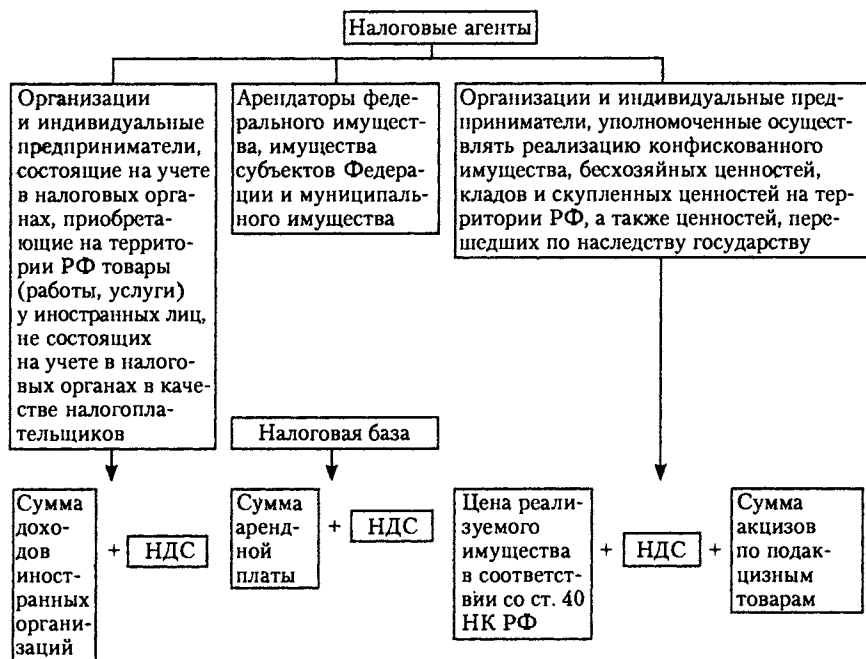 Налоговые агенты
Организации
и индивидуальные
предприниматели,
состоящие на учете
в налоговых орга-
нах, приобрета-
ющие на террито-
рии РФ товары
(работы, услуги)
у иностранных лиц,
не состоящих
на учете в налого-
вых органах в каче-
стве налогопла-
тельщиков
Арендаторы феде-
рального имущест-
ва, имущества
субъектов Федера-
ции и муниципаль-
ного имущества
Организации и индивидуальные пред-
приниматели, уполномоченные осущест-
влять реализацию конфискованного
имущества, бесхозяйных ценностей,
кладов и скупленных ценностей на тер-
ритории РФ, а также ценностей, пере-
шедших по наследству государству
Налоговая база
Сумма
дохо-
дов
иност-
ранных
органи-
заций
+ НДС
Сумма
аренд-
ной
платы
+ НДС
Цена реали-
зуемого
имущества
в соответст-
вии со ст. 40
НК РФ
+ НДС +
Сумма
акцизов
по подак-
цизным
товарам